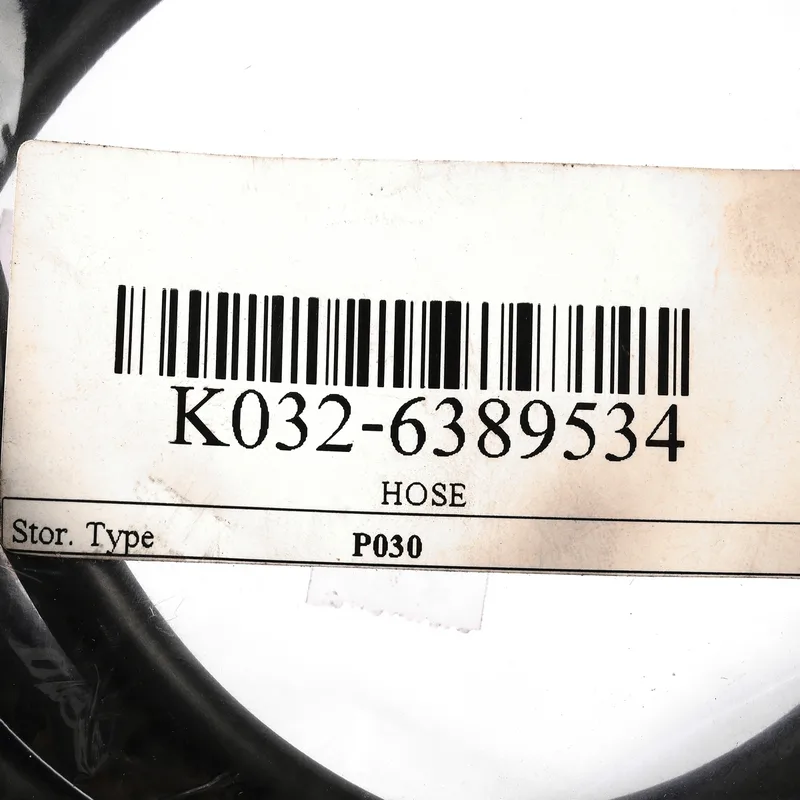 K032-6389534
HOSE
Stor. Type P030